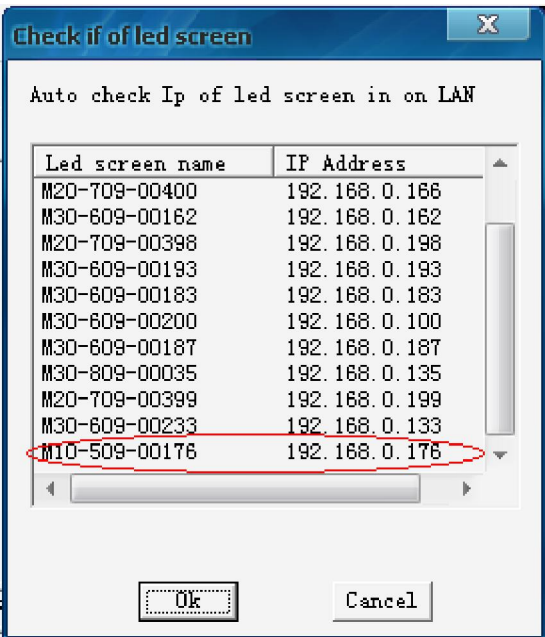 Check if of led screen
Auto check Ip of led screen in on LAN
Led screen name IP Address
M20-709-00400 192.168.0.166
M30-609-00162 192.168.0.162
M20-709-00398 192.168.0.198
M30-609-00193 192.168.0.193
M30-609-00183 192.168.0.183
M30-609-00200 192.168.0.100
M30-609-00187 192.168.0.187
M30-809-00035 192.168.0.135
M20-709-00399 192.168.0.199
M30-609-00233 192.168.0.133
M10-509-00176 192.168.0.176
Ok Cancel